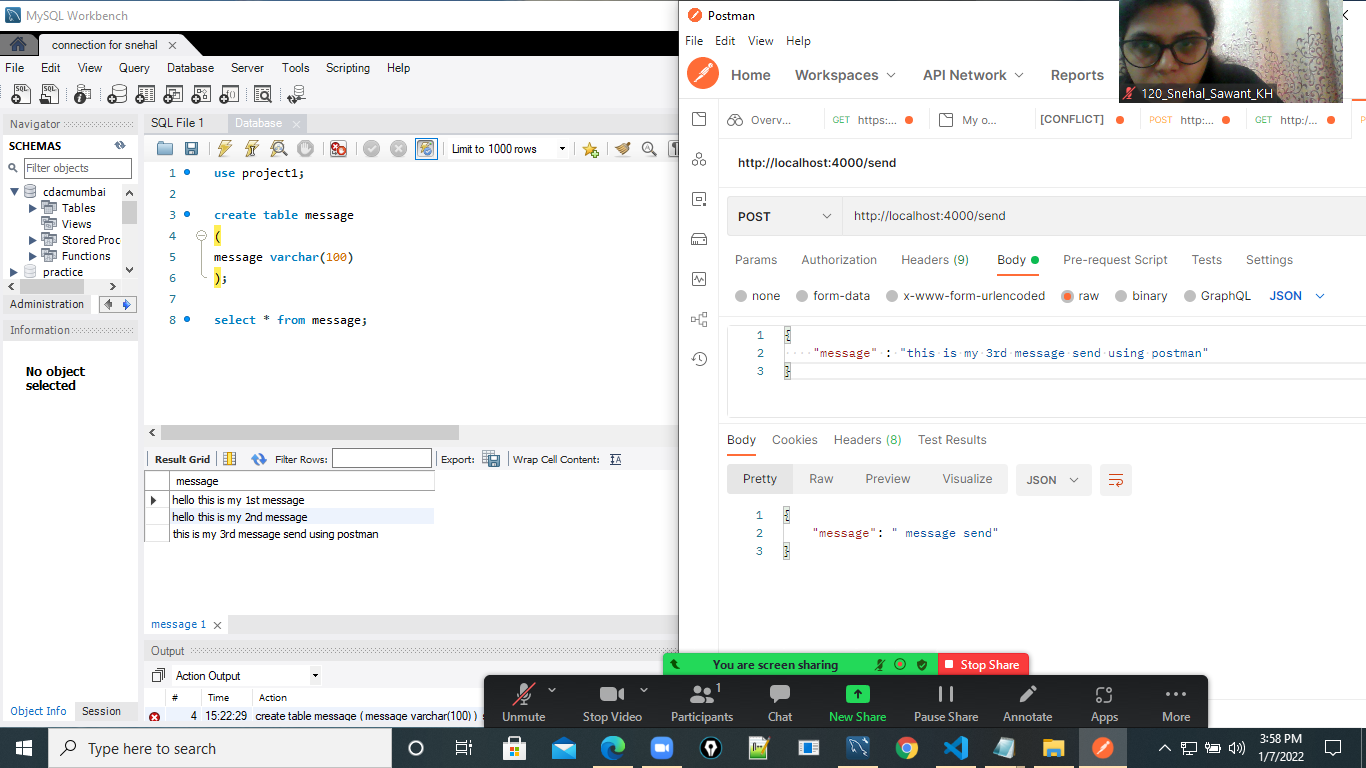 MySQL Workbench
connection for snehal
File Edit View Query Database Server Tools Scripting Help
Navigator
SCHEMAS
Filter objects
cdacmumbai
Tables
Views
Stored Proc
Functions
practice
Administration
Information
No object
selected
Object Info Session
SQL File 1 Database
Limit to 1000 rows
1 use project1;
2
3 create table message
4 (
5 message varchar(100)
6 );
7
8 select * from message;
Result Grid Filter Rows: Export: Wrap Cell Content:
message
hello this is my 1st message
hello this is my 2nd message
this is my 3rd message send using postman
message 1
Output
Action Output
# Time Action
4 15:22:29 create table message ( message varchar(100) )
Postman
File Edit View Help
Home Workspaces API Network Reports
120_Snehal_Sawant_KH
Overv... GET https:... My o... [CONFLICT] POST http:... GET http:/...
http://localhost:4000/send
POST http://localhost:4000/send
Params Authorization Headers (9) Body Pre-request Script Tests Settings
none form-data x-www-form-urlencoded raw binary GraphQL JSON
1 {
2 "message" : "this is my 3rd message send using postman"
3 }
Body Cookies Headers (8) Test Results
Pretty Raw Preview Visualize JSON
1 {
2 "message": " message send"
3 }
You are screen sharing Stop Share
Unmute Stop Video Participants 1 Chat New Share Pause Share Annotate Apps More
Type here to search
3:58 PM
1/7/2022